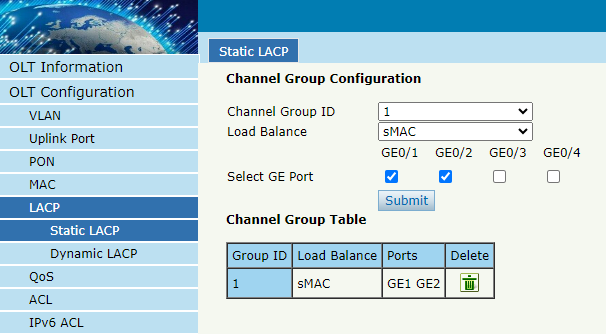 OLT Information
OLT Configuration
VLAN
Uplink Port
PON
MAC
LACP
Static LACP
Dynamic LACP
QoS
ACL
IPv6 ACL
Static LACP
Channel Group Configuration
Channel Group ID 1
Load Balance sMAC
GE0/1 GE0/2 GE0/3 GE0/4
Select GE Port
Submit
Channel Group Table
Group ID Load Balance Ports Delete
1 sMAC GE1 GE2